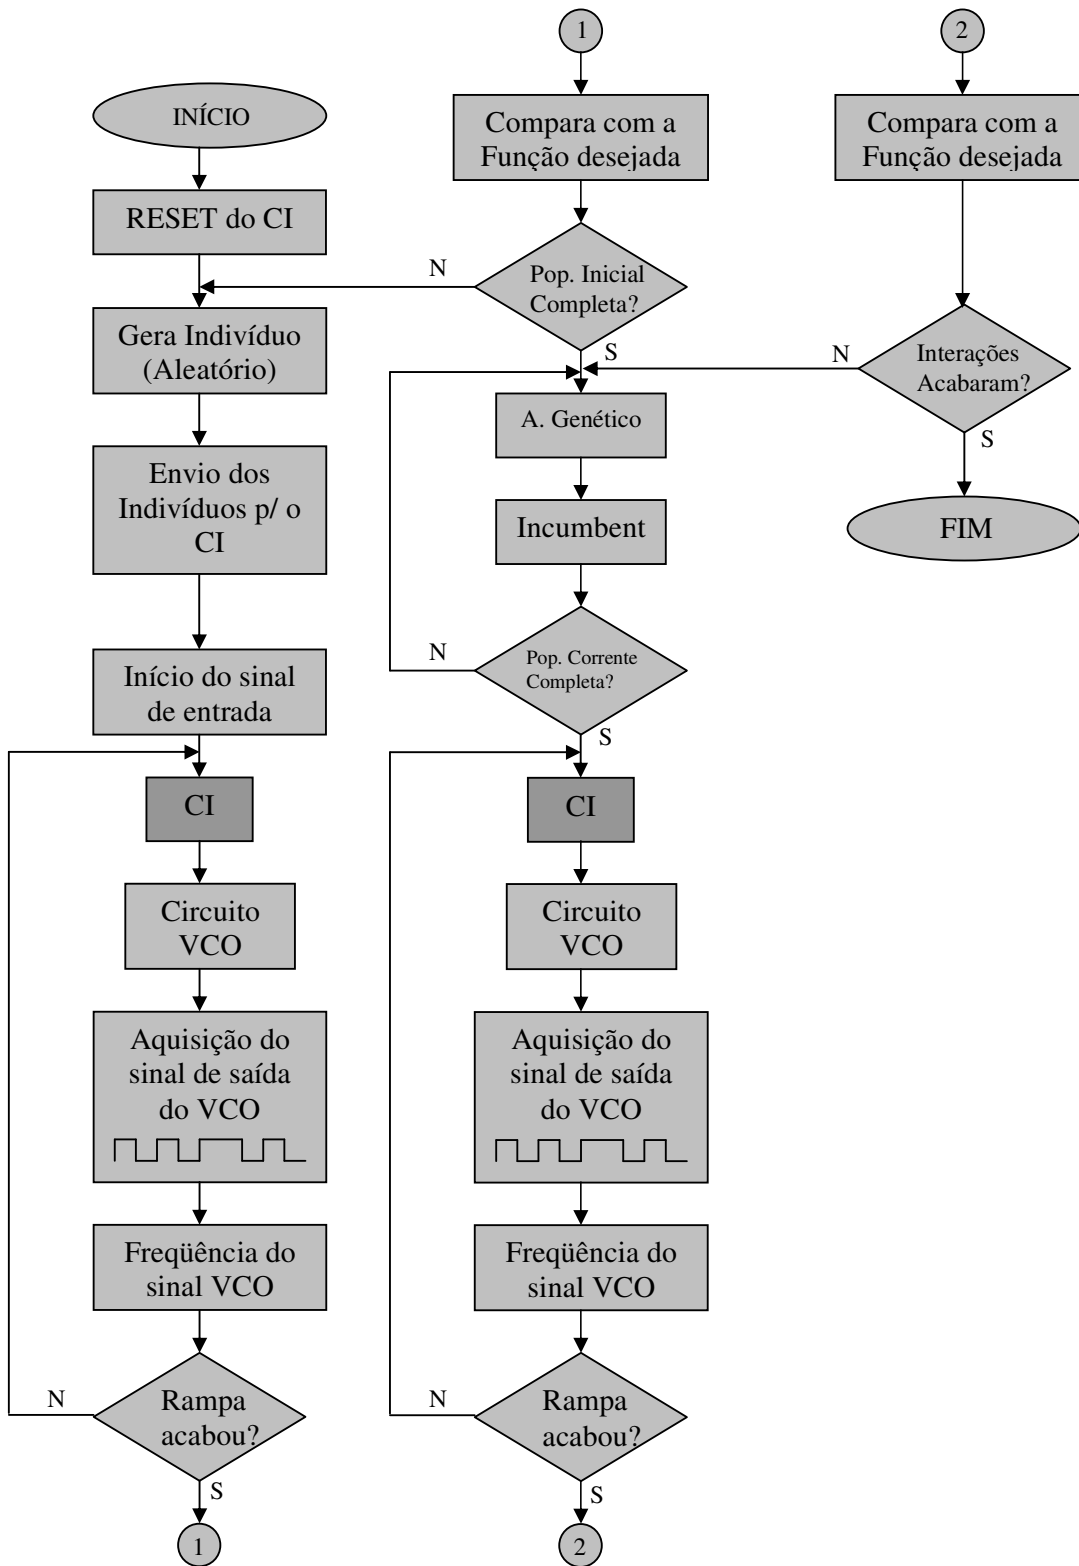 INÍCIO
RESET do CI
Gera Indivíduo
(Aleatório)
Envio dos
Indivíduos p/ o
CI
Início do sinal
de entrada
CI
Circuito
VCO
Aquisição do
sinal de saída
do VCO
Freqüência do
sinal VCO
N
Rampa
acabou?
S
1
1
Compara com a
Função desejada
N
Pop. Inicial
Completa?
S
A. Genético
Incumbent
N
Pop. Corrente
Completa?
S
CI
Circuito
VCO
Aquisição do
sinal de saída
do VCO
Freqüência do
sinal VCO
N
Rampa
acabou?
S
2
2
Compara com a
Função desejada
N
Interações
Acabaram?
S
FIM